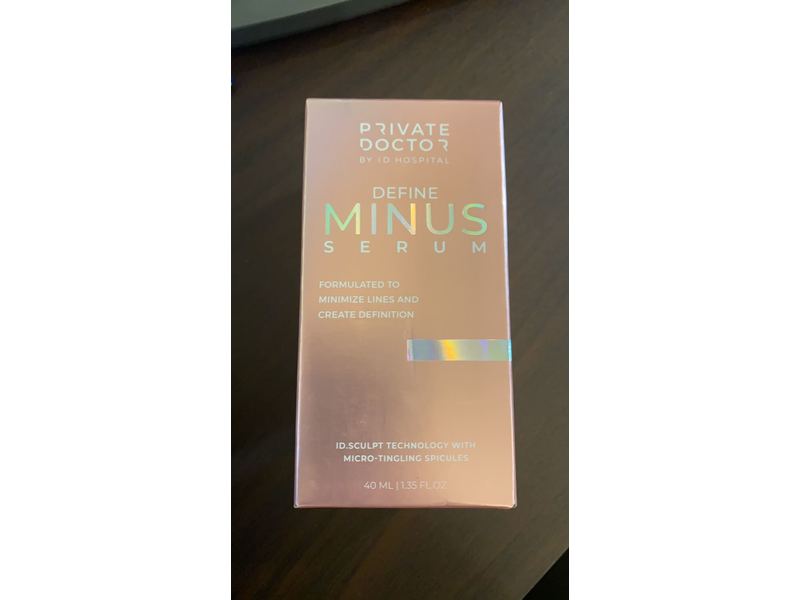 PRIVATE
DOCTOR
BY ID HOSPITAL
DEFINE
MINUS
SERUM
FORMULATED TO
MINIMIZE LINES AND
CREATE DEFINITION
ID.SCULPT TECHNOLOGY WITH
MICRO-TINGLING SPICULES
40 ML | 1.35 FL.OZ